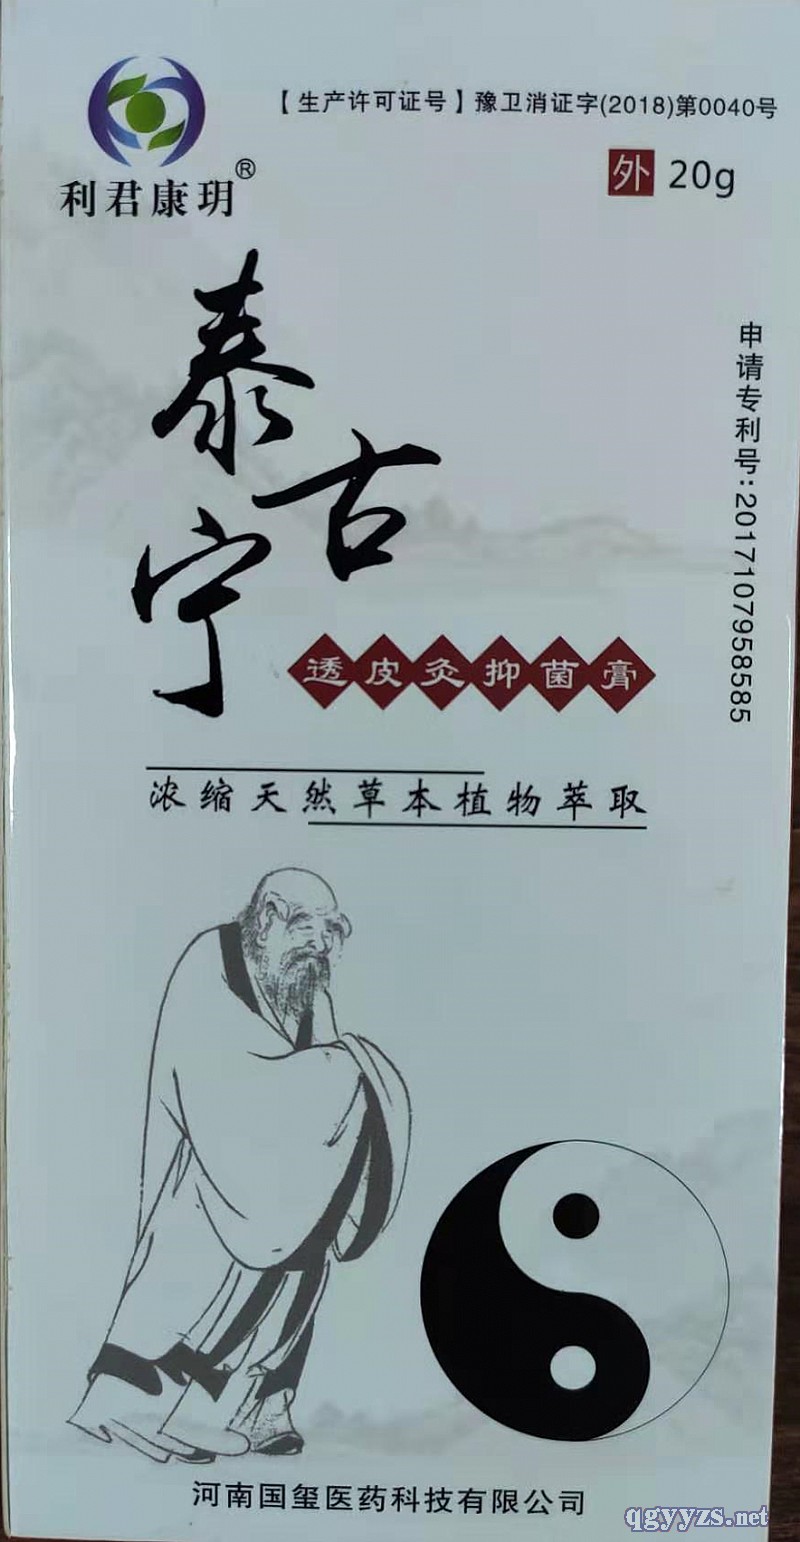 【生产许可证号】豫卫消证字(2018)第0040号
利君康玥®
外 20g
泰古宁
申请专利号:2017107958585
透皮灸抑菌膏
浓缩天然草本植物萃取
河南国玺医药科技有限公司
qgyyzs.net